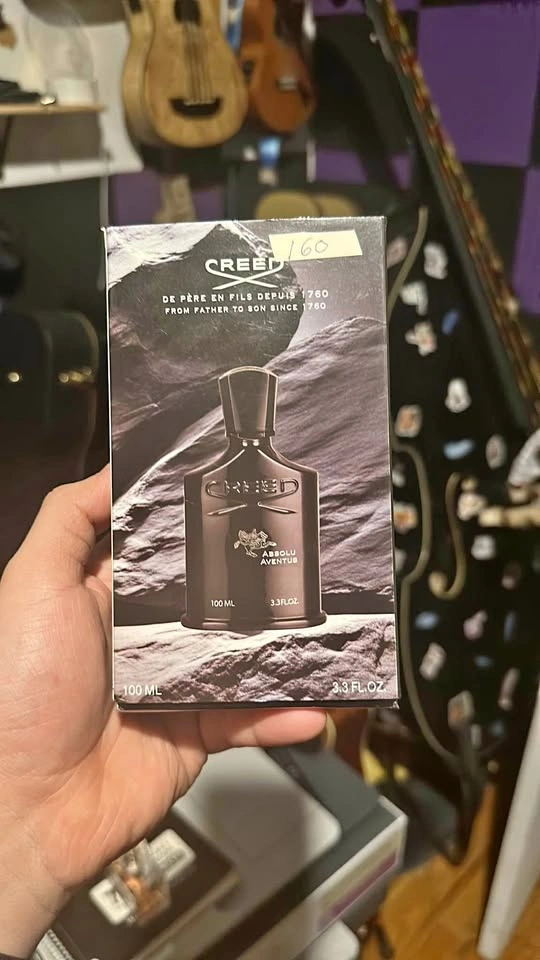 160
CREED
DE PÈRE EN FILS DEPUIS 1760
FROM FATHER TO SON SINCE 1760
CREED
ABSOLU
AVENTUS
100 ML 3.3 FL.OZ.
100 ML 3.3 FL.OZ.